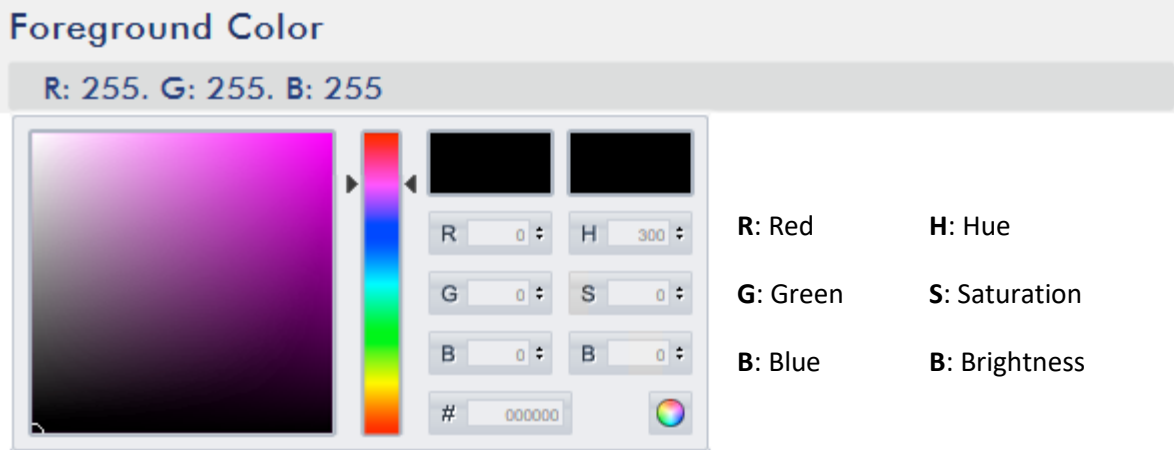 Foreground Color
R: 255. G: 255. B: 255
R 0 H 300
R: Red H: Hue
G 0 S 0
G: Green S: Saturation
B 0 B 0
B: Blue B: Brightness
# 000000